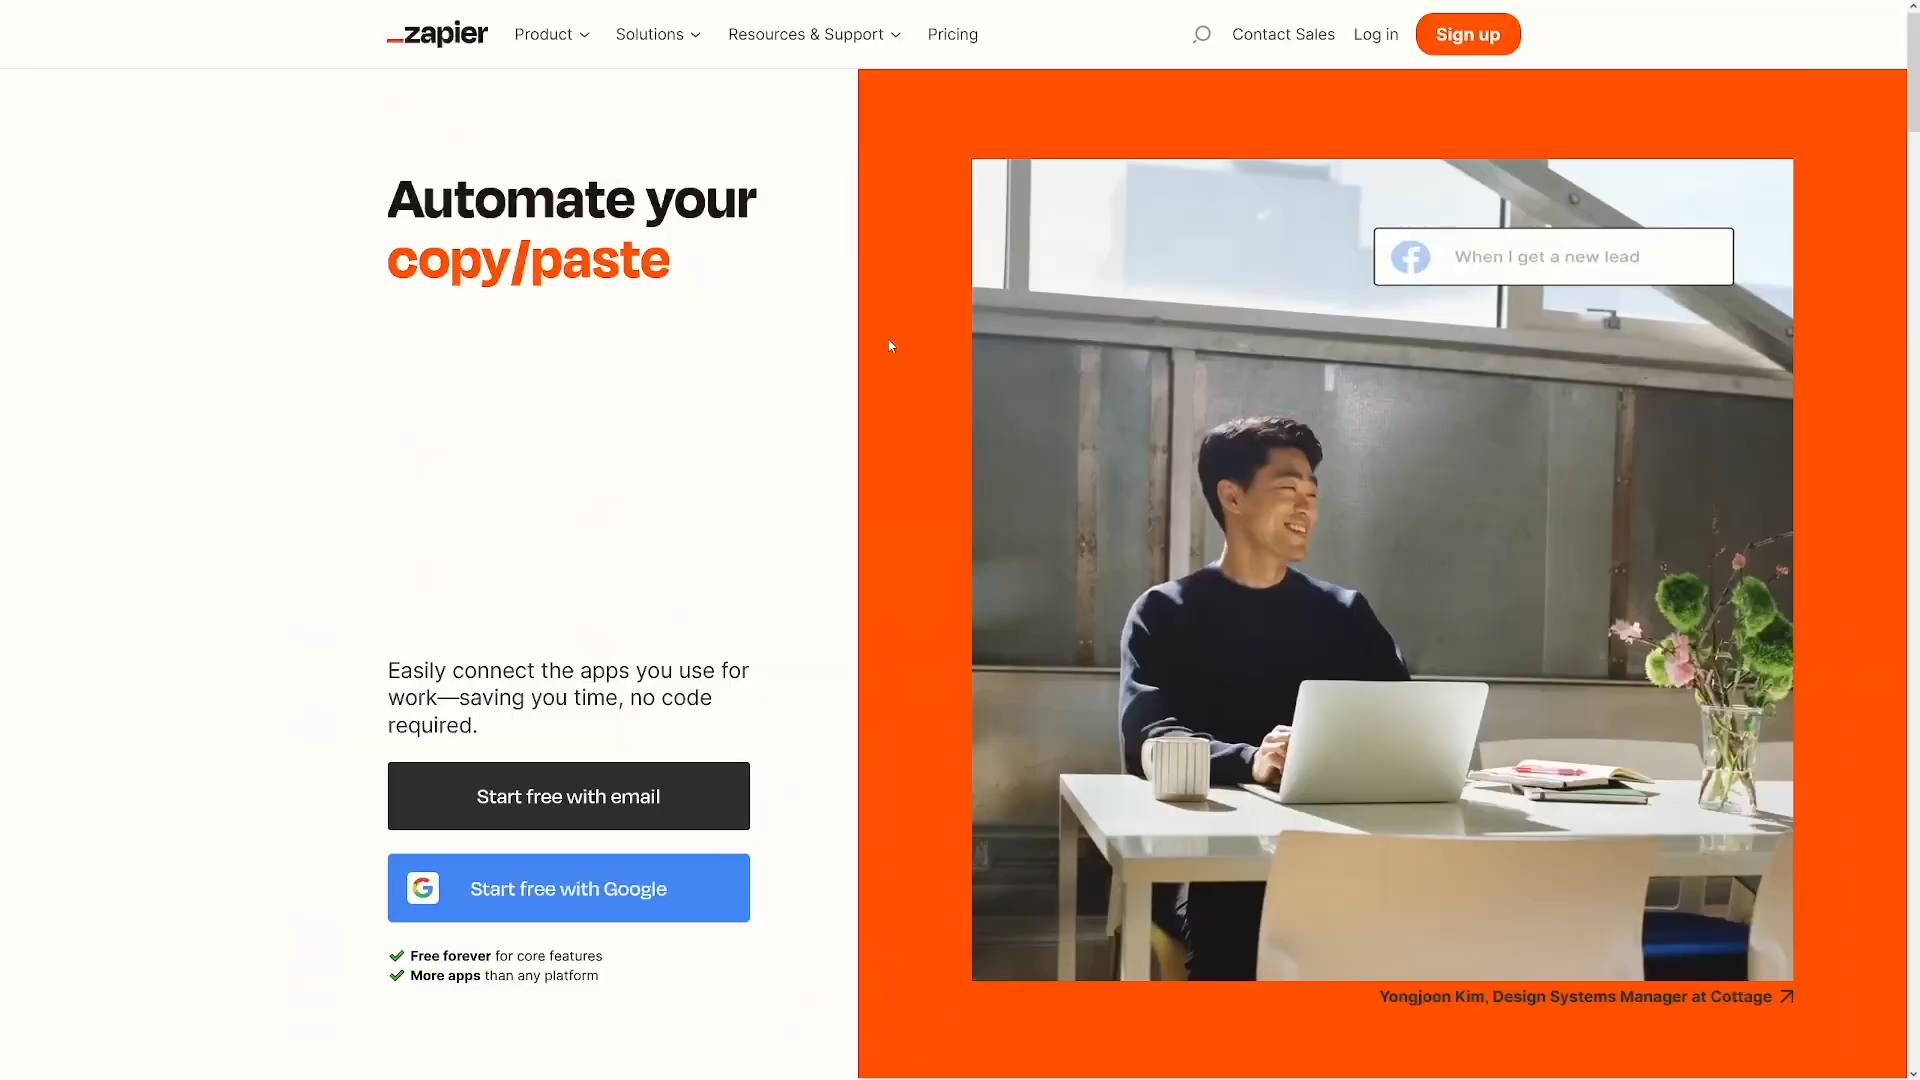 zapier
Product
Solutions
Resources & Support
Pricing
Contact Sales
Log in
Sign up
Automate your
copy/paste
When I get a new lead
Easily connect the apps you use for
work—saving you time, no code
required.
Start free with email
Start free with Google
Free forever for core features
More apps than any platform
Yongjoon Kim, Design Systems Manager at Cottage